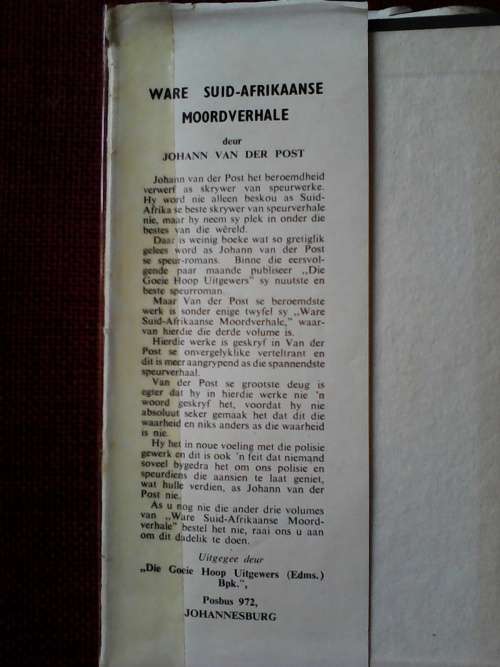 WARE SUID-AFRIKAANSE
MOORDVERHALE
deur
JOHANN VAN DER POST
Johann van der Post het beroemdheid
verwerf as skrywer van speurwerke.
Hy word nie alleen beskou as Suid-
Afrika se beste skrywer van speurverhale
nie, maar hy neem sy plek in onder die
bestes van die wêreld.
Daar is weinig boeke wat so gretiglik
gelees word as Johann van der Post
se speur-romans. Binne die eersvol-
gende paar maande publiseer „Die
Goeie Hoop Uitgewers" sy nuutste en
beste speurroman.
Maar Van der Post se beroemdste
werk is sonder enige twyfel sy „Ware
Suid-Afrikaanse Moordverhale," waar-
van hierdie die derde volume is.
Hierdie werke is geskryf in Van der
Post se onvergelyklike verteltrant en
dit is meer aangrypend as die spannendste
speurverhaal.
Van der Post se grootste deug is
egter dat hy in hierdie werke nie 'n
woord geskryf het, voordat hy nie
absoluut seker gemaak het dat dit die
waarheid en niks anders as die waarheid
is nie.
Hy het in noue voeling met die polisie
gewerk en dit is ook 'n feit dat niemand
soveel bygedra het om ons polisie en
speurdiens die aansien te laat geniet,
wat hulle verdien, as Johann van der
Post nie.
As u nog nie die ander drie volumes
van „Ware Suid-Afrikaanse Moord-
verhale" bestel het nie, raai ons u aan
om dit dadelik te doen.
Uitgegee deur
„Die Goeie Hoop Uitgewers (Edms.)
Bpk.",
Posbus 972,
JOHANNESBURG